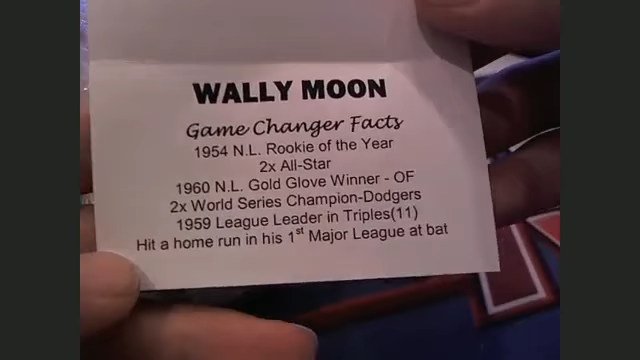 WALLY MOON
Game Changer Facts
1954 N.L. Rookie of the Year
2x All-Star
1960 N.L. Gold Glove Winner - OF
2x World Series Champion-Dodgers
1959 League Leader in Triples(11)
Hit a home run in his 1st Major League at bat